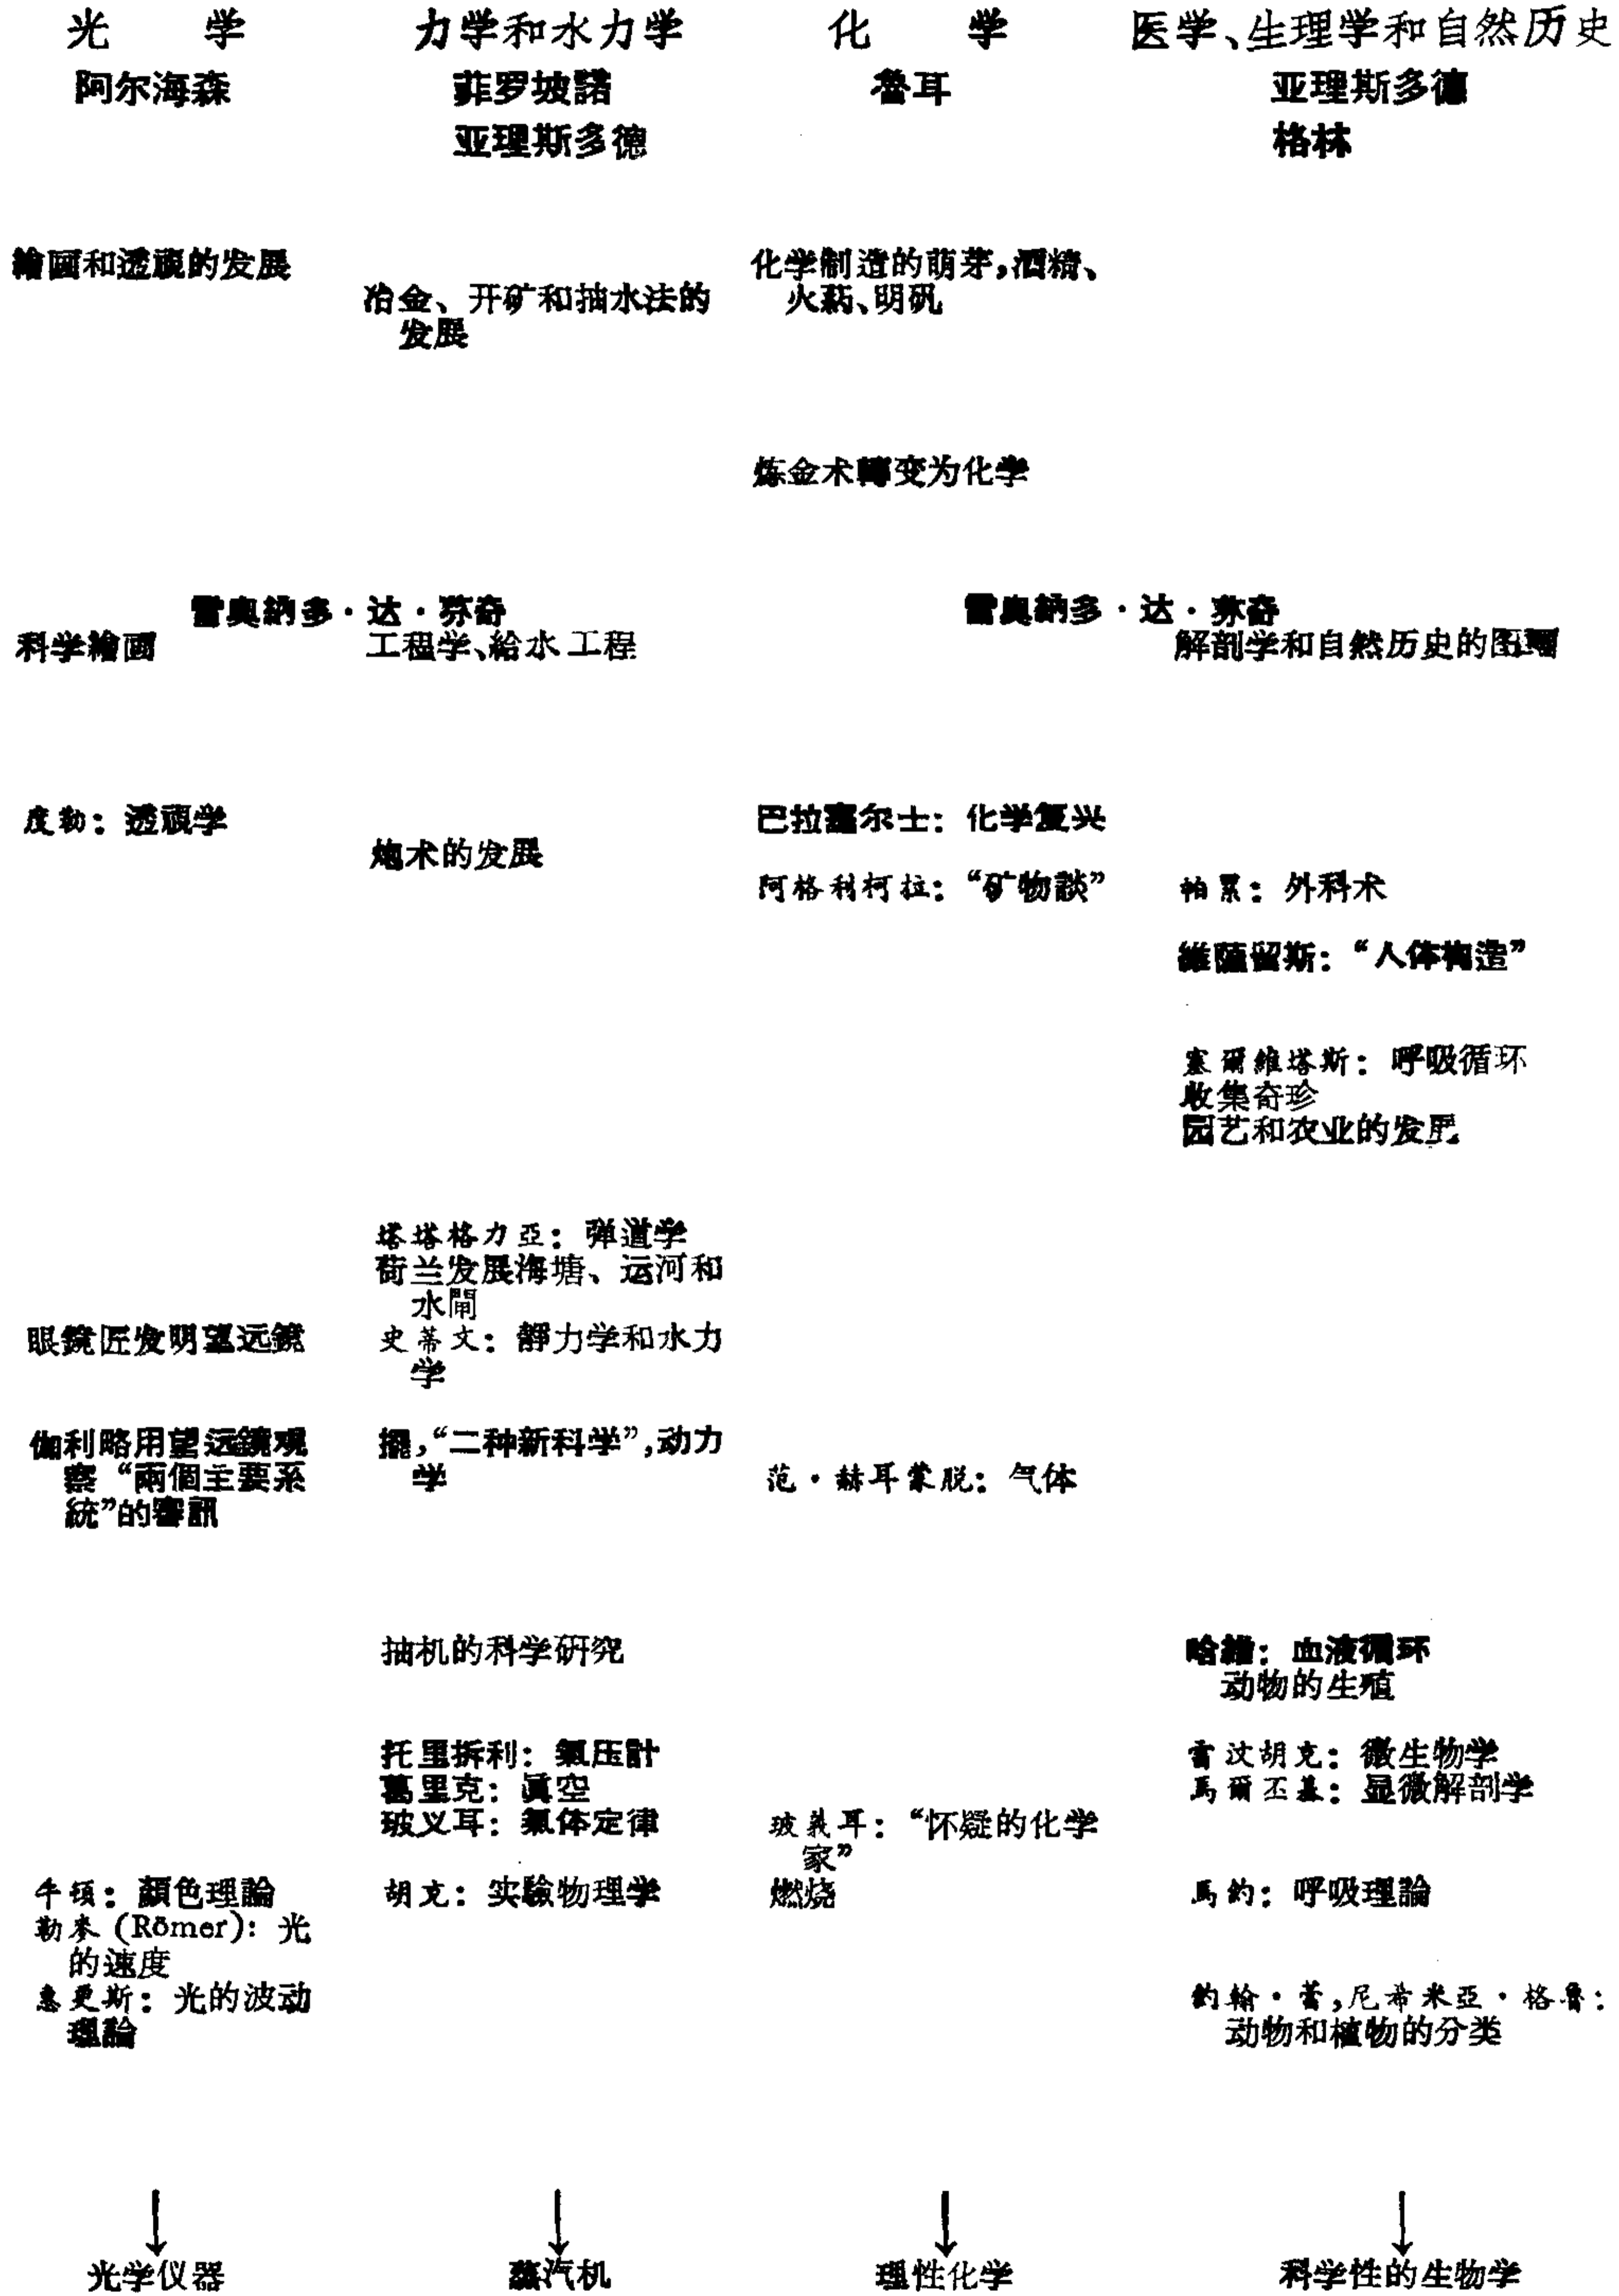 光学
力学和水力学
化学
医学、生理学和自然历史
阿尔海森
菲罗坡諾
魯耳
亚理斯多德
亚理斯多德
格林
繪画和透視的发展
化学制造的萌芽,酒精、
火药、明矾
冶金、开矿和抽水法的
发展
炼金术轉变为化学
雷奥納多·达·芬奇
雷奥納多·达·芬奇
科学繪画
工程学、給水工程
解剖学和自然历史的图画
度勒:透視学
巴拉塞尔士:化学复兴
炮术的发展
阿格利柯拉:“矿物談”
帕累:外科术
維薩留斯:“人体构造”
塞爾維塔斯:呼吸循环
收集奇珍
园艺和农业的发展
塔塔格力亞:弹道学
荷兰发展海塘、运河和
水閘
眼鏡匠发明望远鏡
史蒂文:靜力学和水力
学
伽利略用望远鏡观
察“兩個主要系
統”的審訊
擺,“二种新科学”,动力
学
范·赫耳蒙脱:气体
抽机的科学研究
哈維:血液循环
动物的生殖
托里拆利:氣压計
葛里克:眞空
玻义耳:氣体定律
雷汶胡克:微生物学
馬爾丕基:显微解剖学
玻義耳:“怀疑的化学
家”
燃烧
牛頓:顏色理論
勒麥(Römer):光
的速度
惠更斯:光的波动
理論
胡克:实驗物理学
馬約:呼吸理論
約翰·雷,尼希米亞·格魯:
动物和植物的分类
光学仪器
蒸汽机
理性化学
科学性的生物学